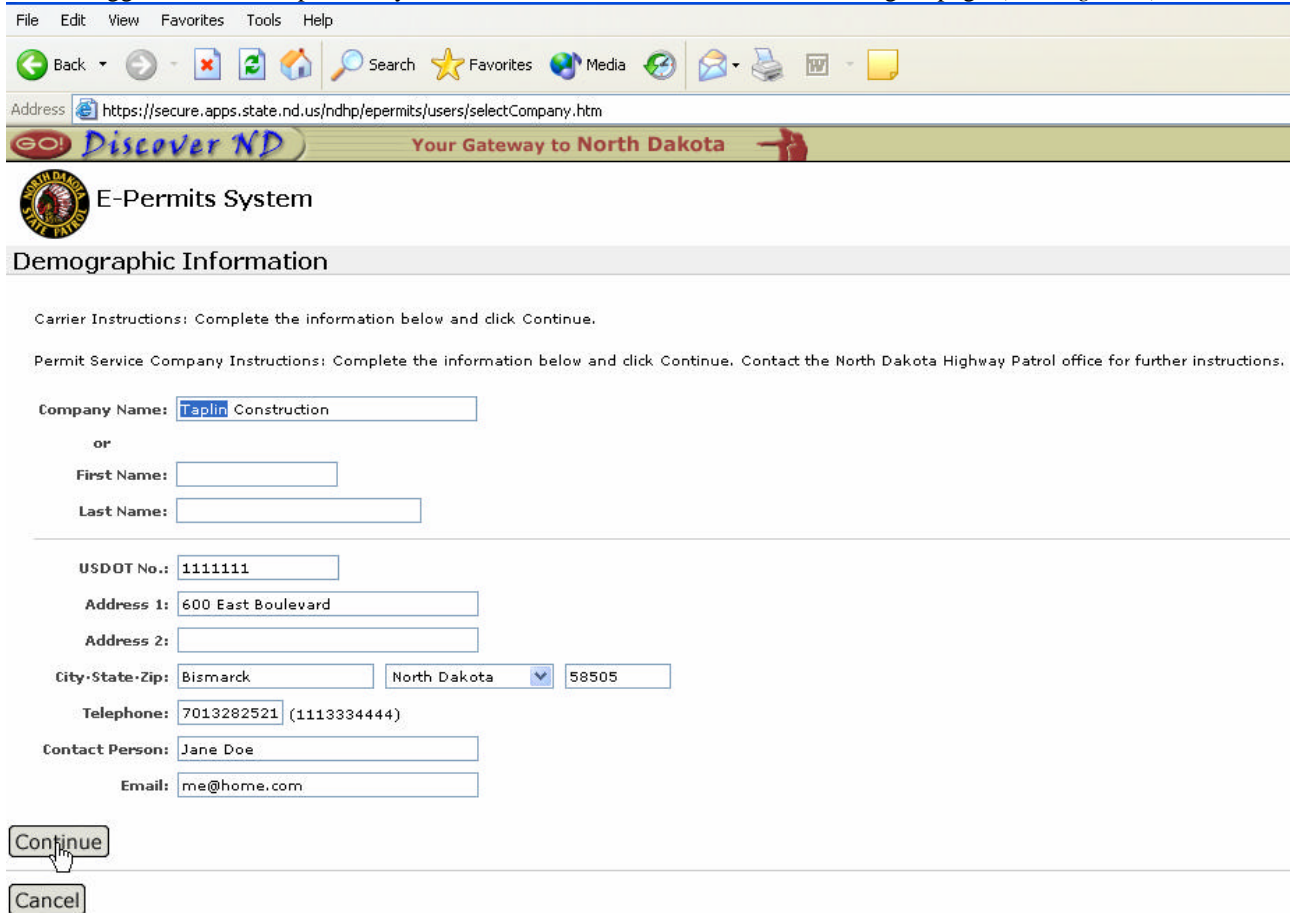 File Edit View Favorites Tools Help
Back Search Favorites Media
Address https://secure.apps.state.nd.us/ndhp/epermits/users/selectCompany.htm
GO! Discover ND Your Gateway to North Dakota
NORTH DAKOTA STATE PATROL
E-Permits System
Demographic Information
Carrier Instructions: Complete the information below and click Continue.
Permit Service Company Instructions: Complete the information below and click Continue. Contact the North Dakota Highway Patrol office for further instructions.
Company Name: Taplin Construction
or
First Name:
Last Name:
USDOT No.: 1111111
Address 1: 600 East Boulevard
Address 2:
City-State-Zip: Bismarck North Dakota 58505
Telephone: 7013282521 (1113334444)
Contact Person: Jane Doe
Email: me@home.com
Continue
Cancel